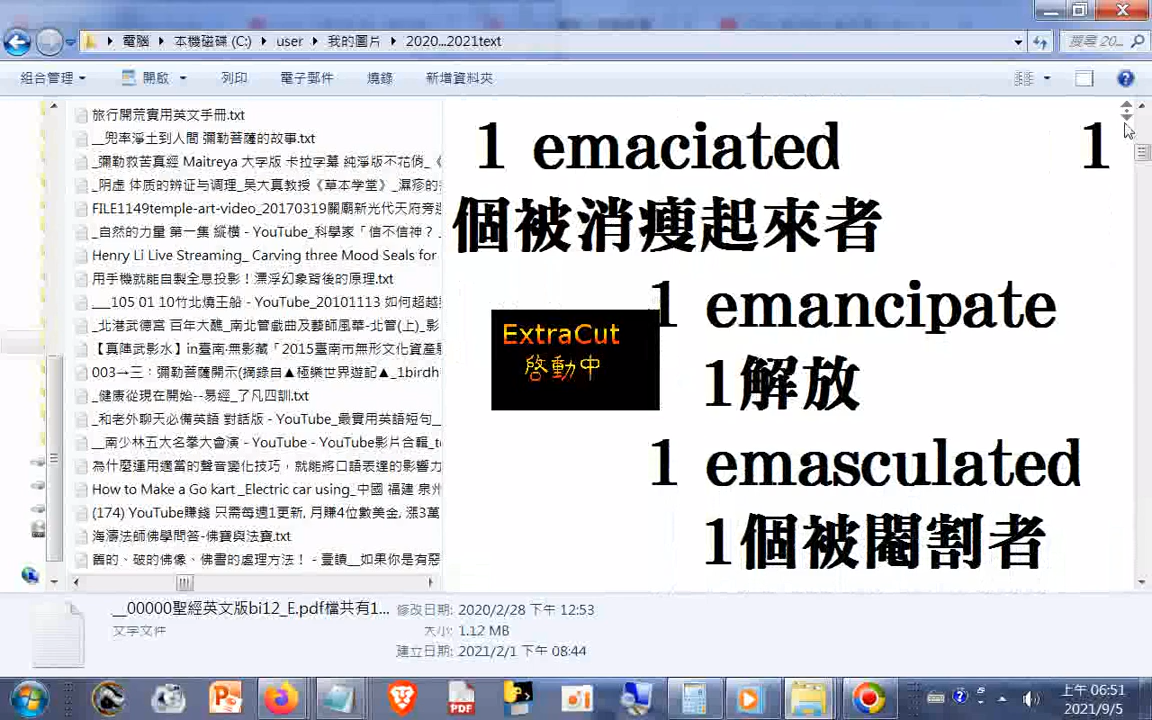 電腦 本機磁碟 (C:) user 我的圖片 2020...2021text
搜尋 20...
組合管理 開啟 列印 電子郵件 燒錄 新增資料夾
旅行開荒實用英文手冊.txt
__兜率淨土到人間 彌勒菩薩的故事.txt
_彌勒救苦真經 Maitreya 大字版 卡拉字幕 純淨版不花俏_《
_阴虚 体质的辨证与调理_吴大真教授《草本学堂》_濕疹的
FILE1149temple-art-video_20170319關廟新光代天府旁迎
_自然的力量 第一集 縱橫 - YouTube_科學家「信不信神？」
Henry Li Live Streaming_ Carving three Mood Seals for
用手機就能自製全息投影！漂浮幻象背後的原理.txt
___105 01 10竹北燒王船 - YouTube_20101113 如何超越
_北港武德宮 百年大醮_南北管戲曲及藝師風華-北管(上)_影
【真陣武影水】in臺南·無影藏「2015臺南市無形文化資產
003→三：彌勒菩薩開示(摘錄自▲極樂世界遊記▲_1birdh
_健康從現在開始--易經_了凡四訓.txt
_和老外聊天必備英語 對話版 - YouTube_最實用英語短句_
__南少林五大名拳大會演 - YouTube - YouTube影片合輯_to
為什麼運用適當的聲音變化技巧，就能將口語表達的影響力
How to Make a Go kart _Electric car using_中國 福建 泉州
(174) YouTube賺錢 只需每週1更新, 月賺4位數美金, 漲3萬
海濤法師佛學問答-佛寶與法寶.txt
舊的、破的佛像、佛書的處理方法！ - 壹讀__如果你是有惡
1 emaciated 1
個被消瘦起來者
1 emancipate
1解放
1 emasculated
1個被閹割者
ExtraCut
啓動中
__00000聖經英文版bi12_E.pdf檔共有1... 修改日期: 2020/2/28 下午 12:53
文字文件 大小: 1.12 MB
建立日期: 2021/2/1 下午 08:44
上午 06:51
2021/9/5